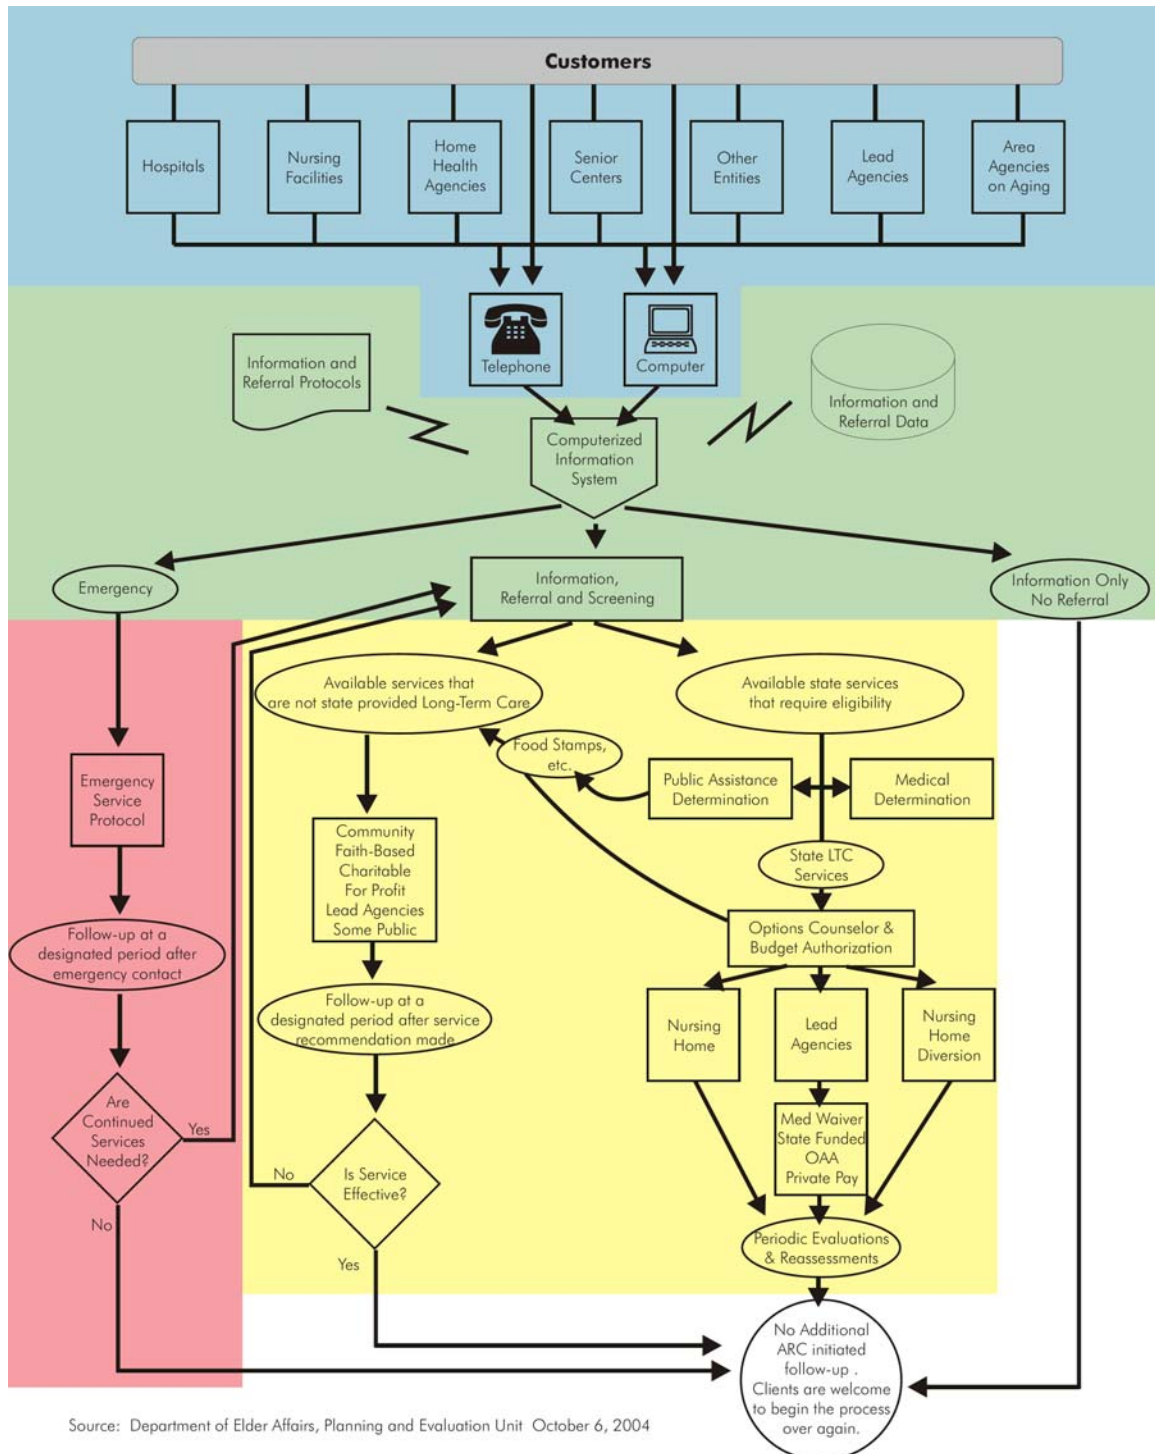 Customers
Hospitals
Nursing
Facilities
Home
Health
Agencies
Senior
Centers
Other
Entities
Lead
Agencies
Area
Agencies
on Aging
Telephone
Computer
Information and
Referral Protocols
Information and
Referral Data
Computerized
Information
System
Emergency
Information,
Referral and Screening
Information Only
No Referral
Available services that
are not state provided Long-Term Care
Available state services
that require eligibility
Food Stamps,
etc.
Public Assistance
Determination
Medical
Determination
Emergency
Service
Protocol
Community
Faith-Based
Charitable
For Profit
Lead Agencies
Some Public
State LTC
Services
Options Counselor &
Budget Authorization
Follow-up at a
designated period after
emergency contact
Follow-up at a
designated period after service
recommendation made
Nursing
Home
Lead
Agencies
Nursing
Home
Diversion
Are
Continued
Services
Needed?
Yes
No
Is Service
Effective?
No
Yes
Med Waiver
State Funded
OAA
Private Pay
Periodic Evaluations
& Reassessments
No Additional
ARC initiated
follow-up .
Clients are welcome
to begin the process
over again.
Source: Department of Elder Affairs, Planning and Evaluation Unit October 6, 2004